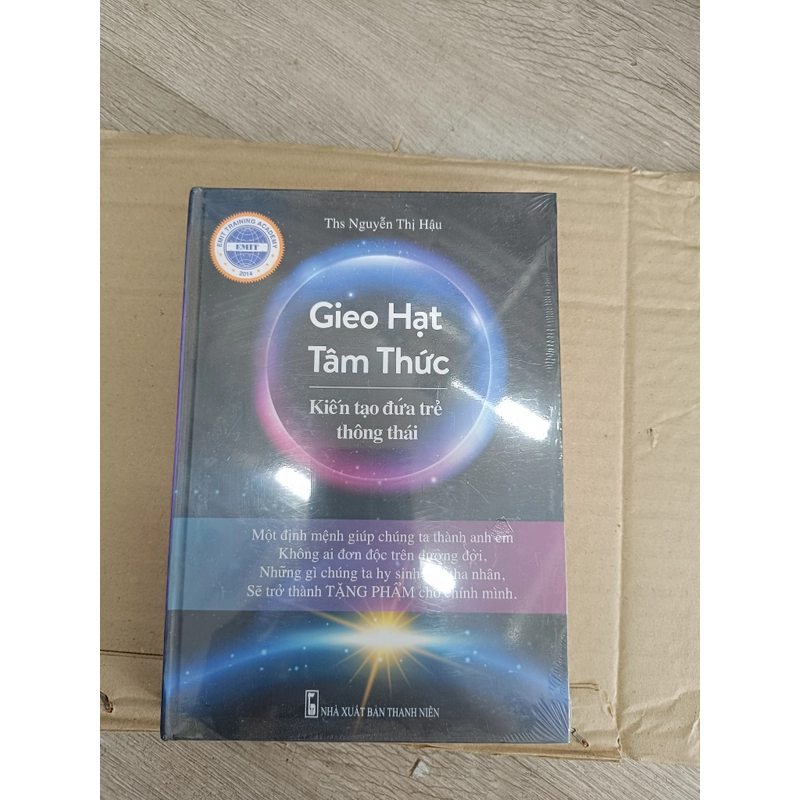 Ths Nguyễn Thị Hậu
EMIT TRAINING ACADEMY
EMIT
2014
Gieo Hạt
Tâm Thức
Kiến tạo đứa trẻ
thông thái
Một định mệnh giúp chúng ta thành anh em
Không ai đơn độc trên đường đời,
Những gì chúng ta hy sinh tha nhân,
Sẽ trở thành TẶNG PHẨM cho chính mình.
NHÀ XUẤT BẢN THANH NIÊN